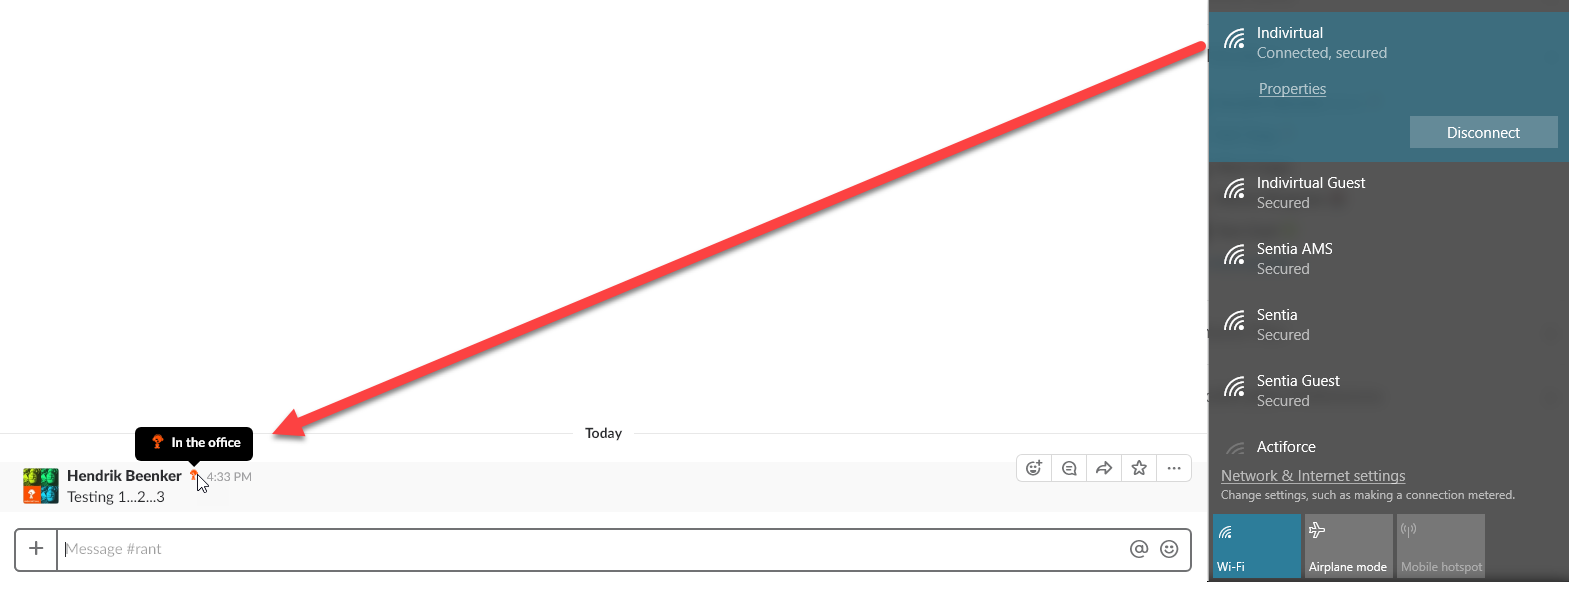 In the office
Today
Hendrik Beenker 4:33 PM
Testing 1...2...3
Message #rant
Indivirtual
Connected, secured
Properties
Disconnect
Indivirtual Guest
Secured
Sentia AMS
Secured
Sentia
Secured
Sentia Guest
Secured
Actiforce
Network & Internet settings
Change settings, such as making a connection metered.
Wi-Fi
Airplane mode
Mobile hotspot